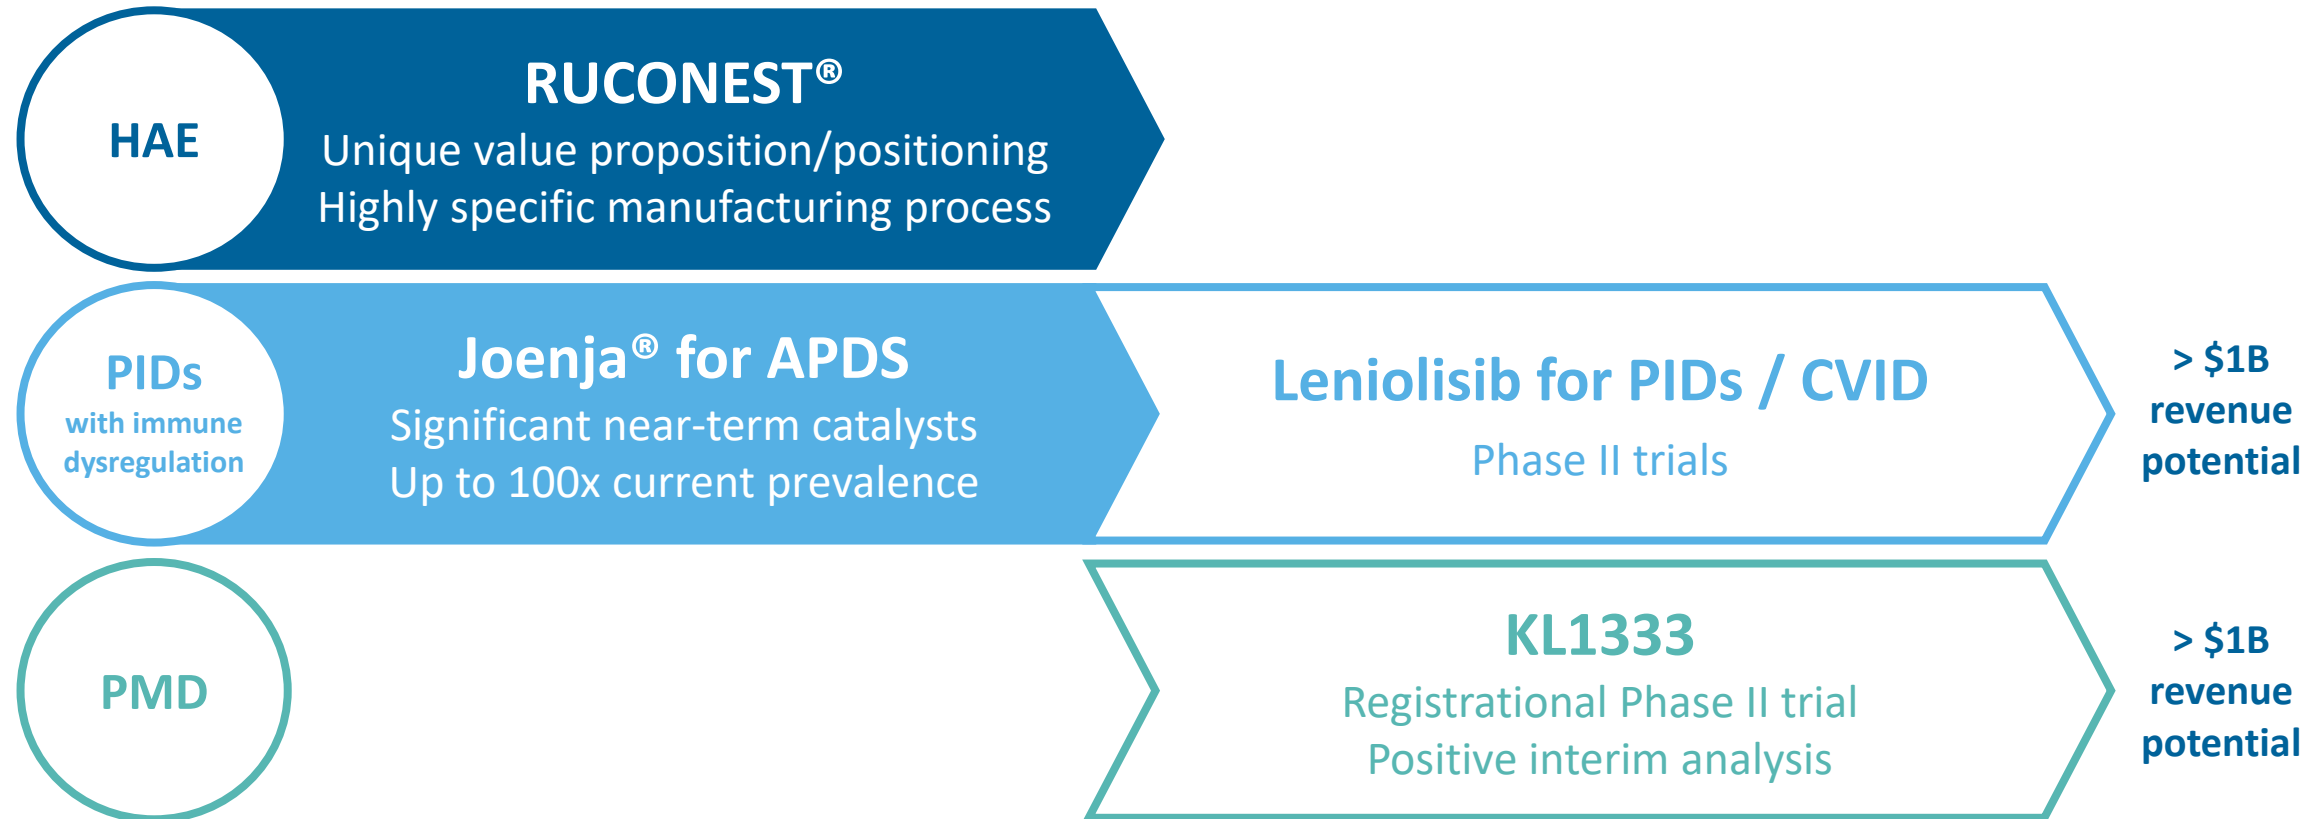 HAE
RUCONEST®
Unique value proposition/positioning
Highly specific manufacturing process
PIDs
with immune
dysregulation
Joenja® for APDS
Significant near-term catalysts
Up to 100x current prevalence
Leniolisib for PIDs / CVID
Phase II trials
> $1B
revenue
potential
PMD
KL1333
Registrational Phase II trial
Positive interim analysis
> $1B
revenue
potential